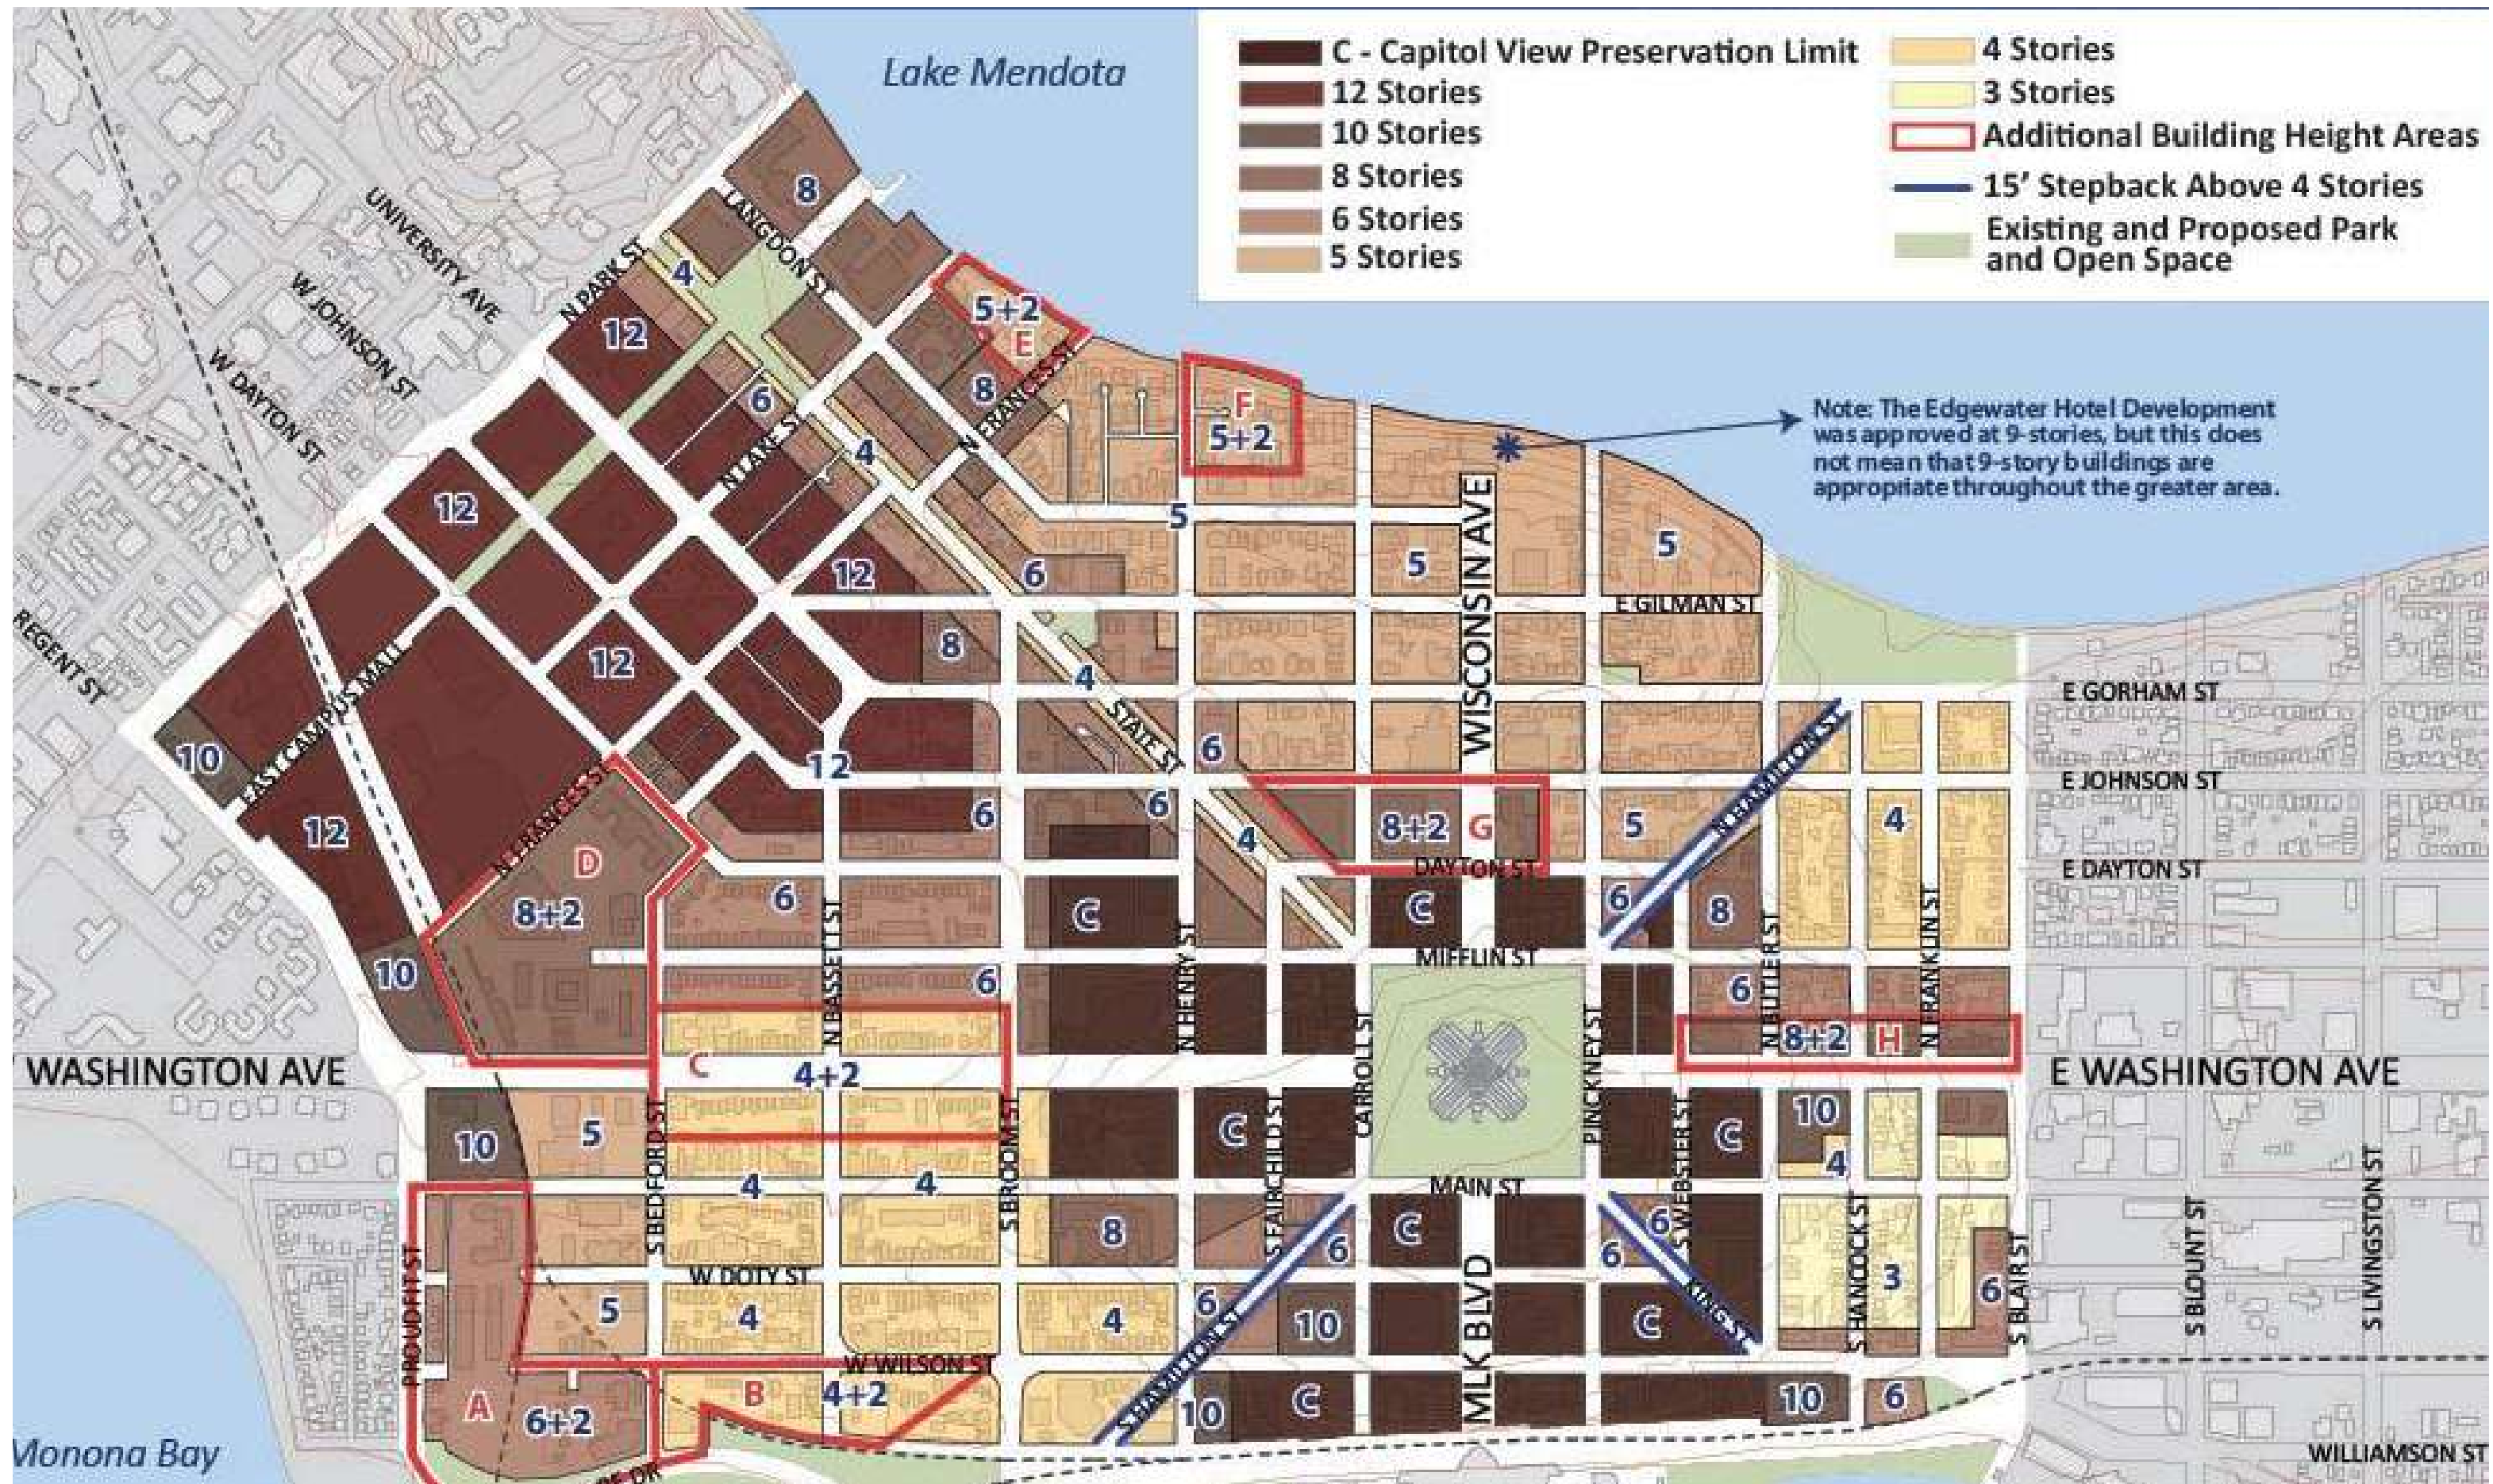 Lake Mendota
C - Capitol View Preservation Limit
12 Stories
10 Stories
8 Stories
6 Stories
5 Stories
4 Stories
3 Stories
Additional Building Height Areas
15' Stepback Above 4 Stories
Existing and Proposed Park
and Open Space
Note: The Edgewater Hotel Development
was approved at 9-stories, but this does
not mean that 9-story buildings are
appropriate throughout the greater area.
UNIVERSITY AVE
W JOHNSON ST
W DAYTON ST
REGENT ST
N PARK ST
LANGDON ST
8
4
12
5+2
E
8
N FRANCES ST
6
N LAKE ST
4
F
5+2
12
5
12
6
5
WISCONSIN AVE
5
E GILMAN ST
EAST CAMPUS MALL
12
8
4
STATE ST
E GORHAM ST
10
12
6
N HAMILTON ST
E JOHNSON ST
12
N FRANCES ST
D
8+2
6
6
4
8+2
G
DAYTON ST
5
4
E DAYTON ST
6
N BASSETT ST
C
C
6
8
N BUTLER ST
N FRANKLIN ST
10
6
N HENRY ST
MIFFLIN ST
6
CARROLL ST
PINCKNEY ST
8+2
H
WASHINGTON AVE
C
4+2
E WASHINGTON AVE
10
5
S BEDFORD ST
S BROOM ST
C
S FAIRCHILD ST
S WEBSTER ST
C
10
4
4
4
MAIN ST
PROUDFIT ST
8
6
C
6
6
S HANCOCK ST
S BLAIR ST
S BLOUNT ST
S LIVINGSTON ST
W DOTY ST
5
4
4
6
S HAMILTON ST
10
MLK BLVD
C
KING ST
3
6
W WILSON ST
A
6+2
B
4+2
10
C
10
6
Monona Bay
DR
WILLIAMSON ST